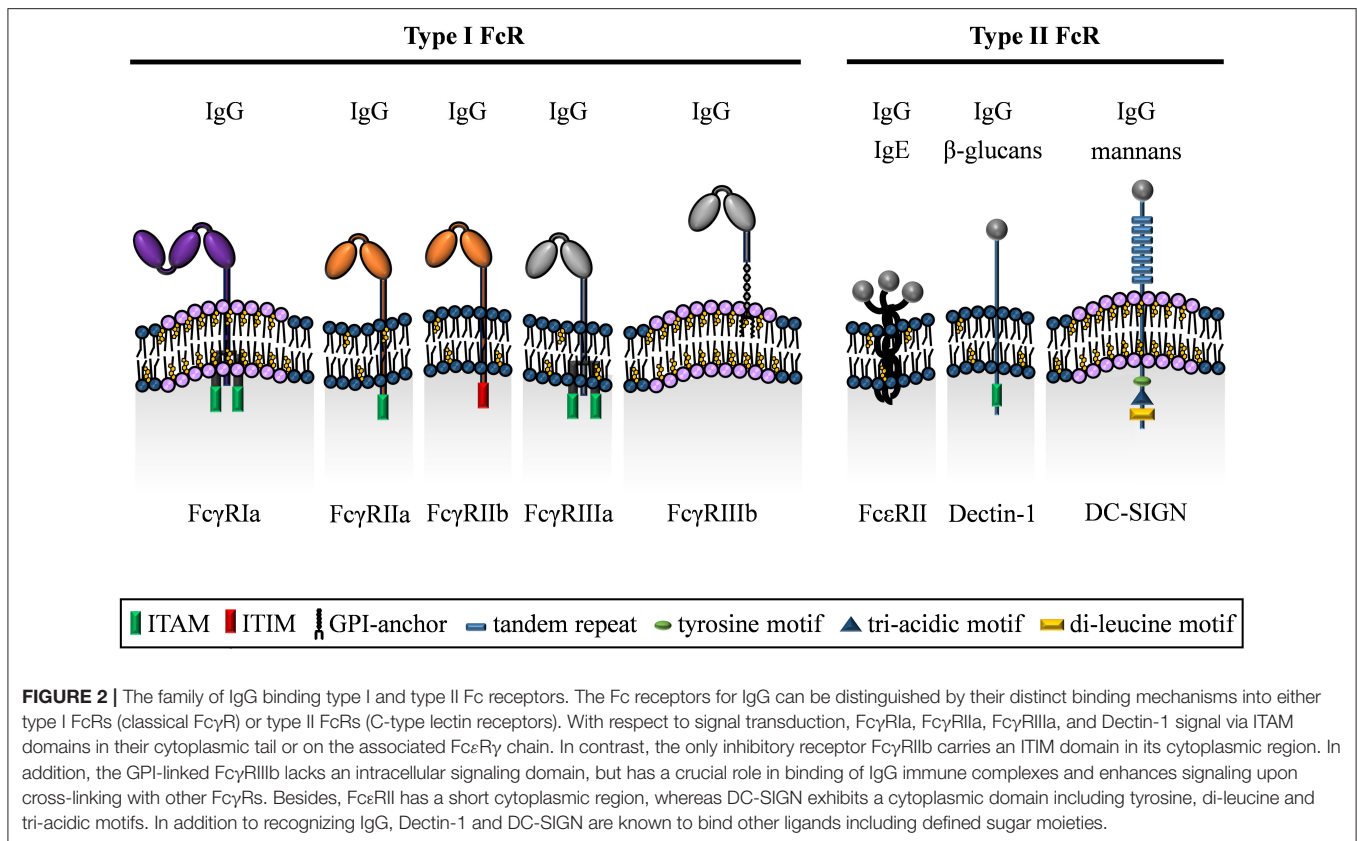 Type I FcR
Type II FcR
IgG
IgG
IgG
IgG
IgG
IgG
IgG
IgG
IgE
β-glucans
mannans
FcγRIa
FcγRIIa
FcγRIIb
FcγRIIIa
FcγRIIIb
FcεRII
Dectin-1
DC-SIGN
ITAM
ITIM
GPI-anchor
tandem repeat
tyrosine motif
tri-acidic motif
di-leucine motif
FIGURE 2 | The family of IgG binding type I and type II Fc receptors. The Fc receptors for IgG can be distinguished by their distinct binding mechanisms into either
type I FcRs (classical FcγR) or type II FcRs (C-type lectin receptors). With respect to signal transduction, FcγRIa, FcγRIIa, FcγRIIIa, and Dectin-1 signal via ITAM
domains in their cytoplasmic tail or on the associated FcεRγ chain. In contrast, the only inhibitory receptor FcγRIIb carries an ITIM domain in its cytoplasmic region. In
addition, the GPI-linked FcγRIIIb lacks an intracellular signaling domain, but has a crucial role in binding of IgG immune complexes and enhances signaling upon
cross-linking with other FcγRs. Besides, FcεRII has a short cytoplasmic region, whereas DC-SIGN exhibits a cytoplasmic domain including tyrosine, di-leucine and
tri-acidic motifs. In addition to recognizing IgG, Dectin-1 and DC-SIGN are known to bind other ligands including defined sugar moieties.